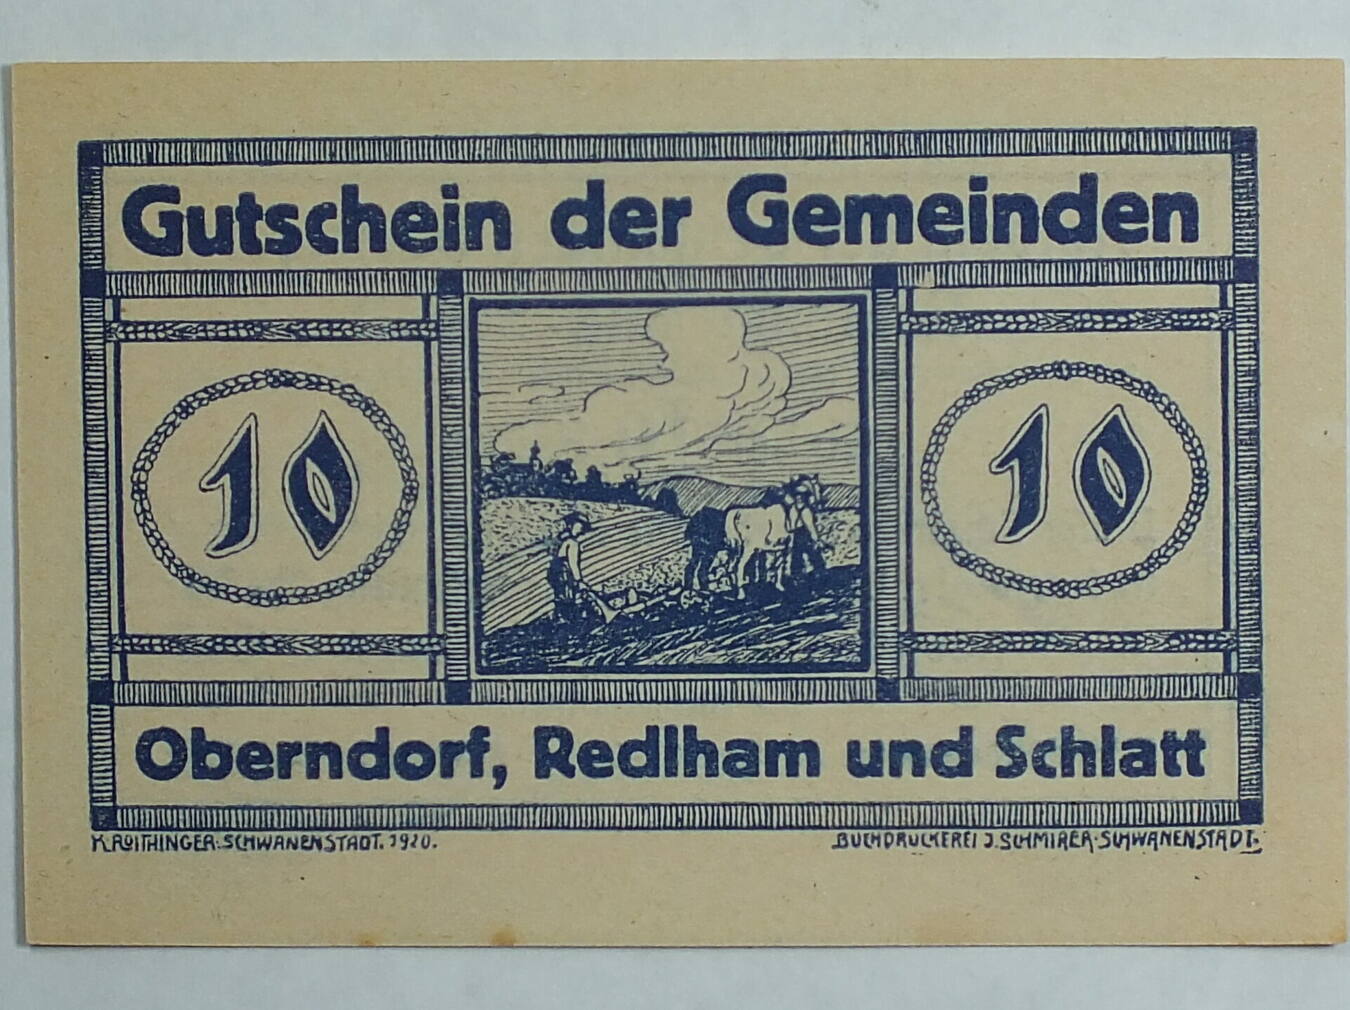 Gutschein der Gemeinden
10
10
Oberndorf, Redlham und Schlatt
K. ROITHINGER·SCHWANENSTADT. 1920.
BUCHDRUCKEREI J. SCHMIRER·SCHWANENSTADT.